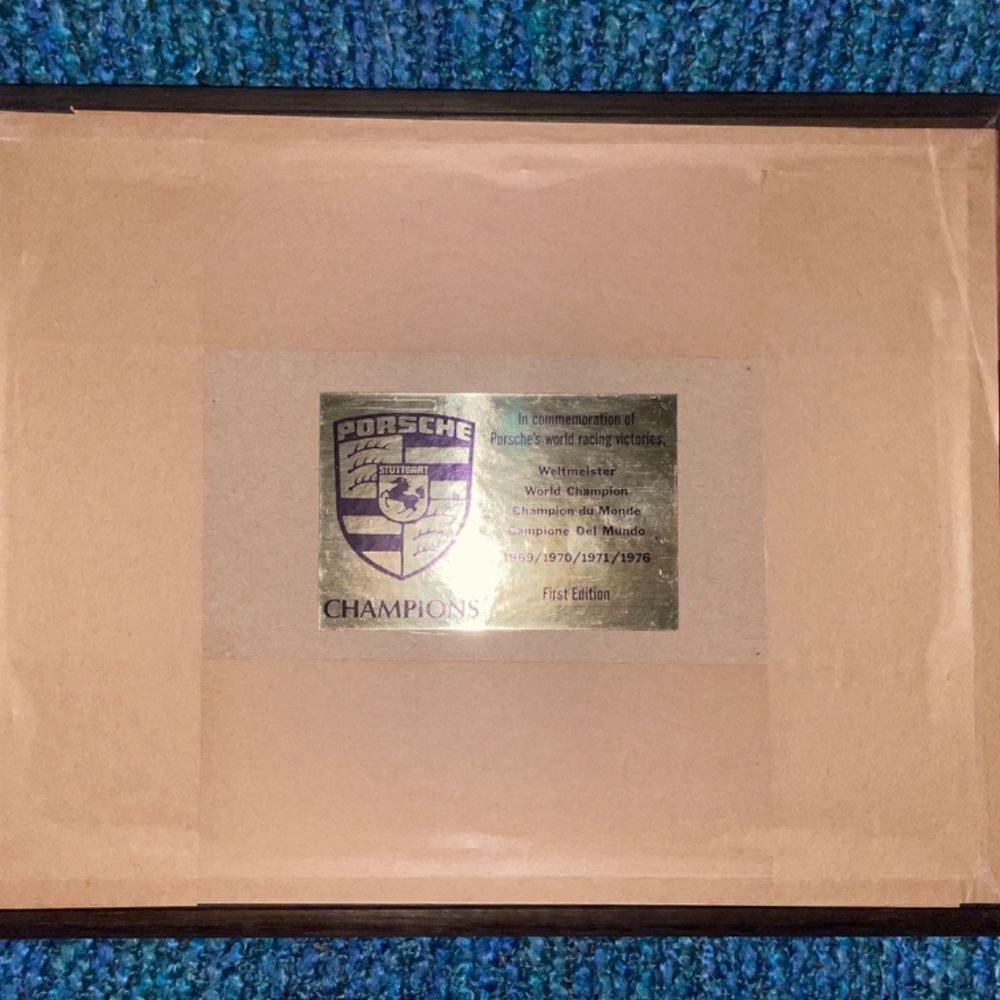 PORSCHE
STUTTGART
CHAMPIONS
In commemoration of
Porsche's world racing victories.
Weltmeister
World Champion
Champion du Monde
Campione Del Mundo
1969/1970/1971/1976
First Edition